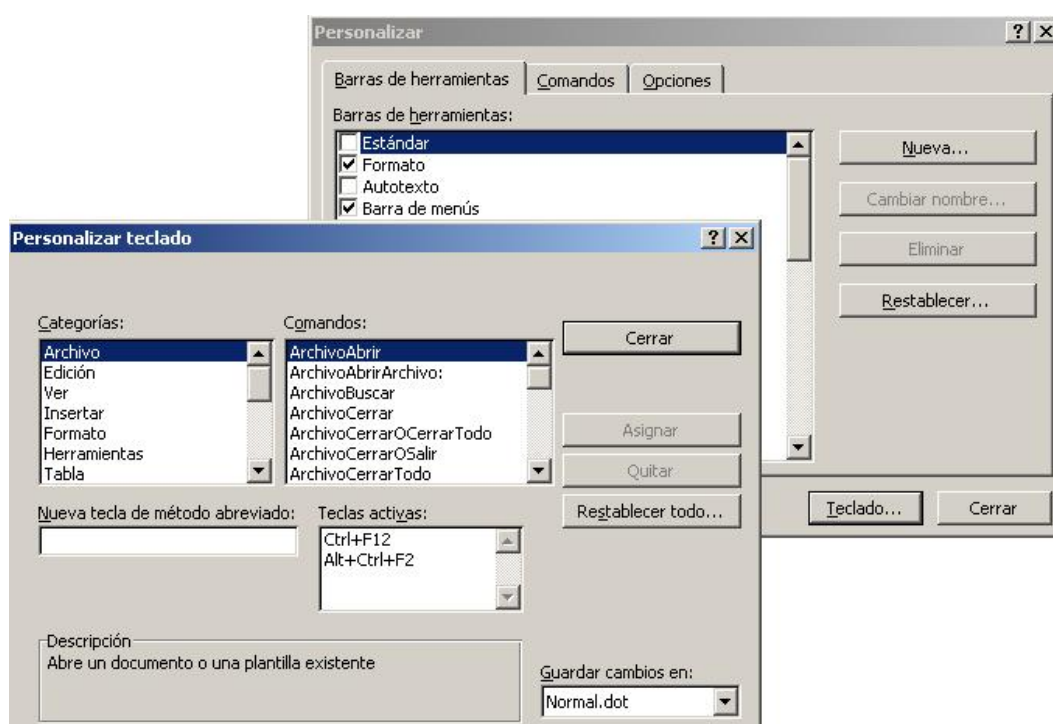 Personalizar
Barras de herramientas
Comandos
Opciones
Barras de herramientas:
Estándar
Formato
Autotexto
Barra de menús
Nueva...
Cambiar nombre...
Eliminar
Restablecer...
Teclado...
Cerrar
Personalizar teclado
Categorías:
Archivo
Edición
Ver
Insertar
Formato
Herramientas
Tabla
Comandos:
ArchivoAbrir
ArchivoAbrirArchivo:
ArchivoBuscar
ArchivoCerrar
ArchivoCerrarOCerrarTodo
ArchivoCerrarOSalir
ArchivoCerrarTodo
Cerrar
Asignar
Quitar
Restablecer todo...
Nueva tecla de método abreviado:
Teclas activas:
Ctrl+F12
Alt+Ctrl+F2
Descripción
Abre un documento o una plantilla existente
Guardar cambios en:
Normal.dot